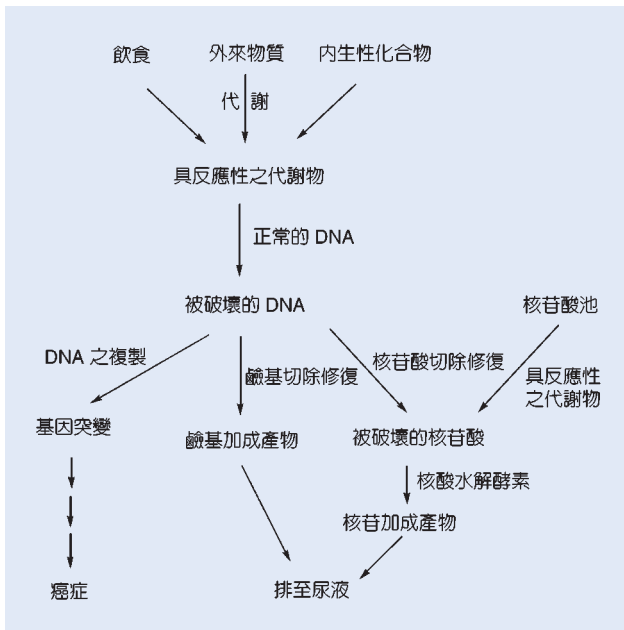 飲食
外來物質
內生性化合物
代謝
具反應性之代謝物
正常的 DNA
被破壞的 DNA
核苷酸池
DNA 之複製
鹼基切除修復
核苷酸切除修復
具反應性
之代謝物
基因突變
鹼基加成產物
被破壞的核苷酸
核酸水解酵素
核苷加成產物
癌症
排至尿液